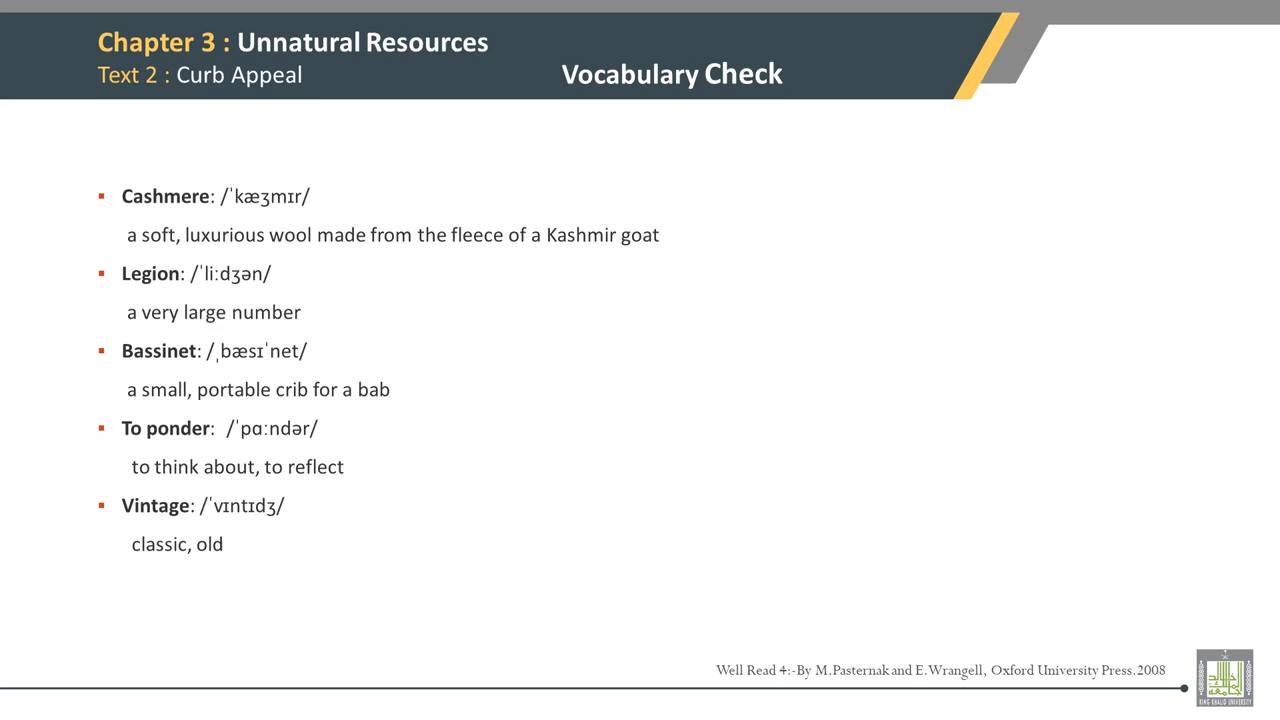 Chapter 3 : Unnatural Resources
Text 2 : Curb Appeal
Vocabulary Check
▪ Cashmere: /ˈkæʒmɪr/
a soft, luxurious wool made from the fleece of a Kashmir goat
▪ Legion: /ˈliːdʒən/
a very large number
▪ Bassinet: /ˌbæsɪˈnet/
a small, portable crib for a bab
▪ To ponder: /ˈpɑːndər/
to think about, to reflect
▪ Vintage: /ˈvɪntɪdʒ/
classic, old
Well Read 4:-By M.Pasternak and E.Wrangell, Oxford University Press.2008
KING KHALID UNIVERSITY